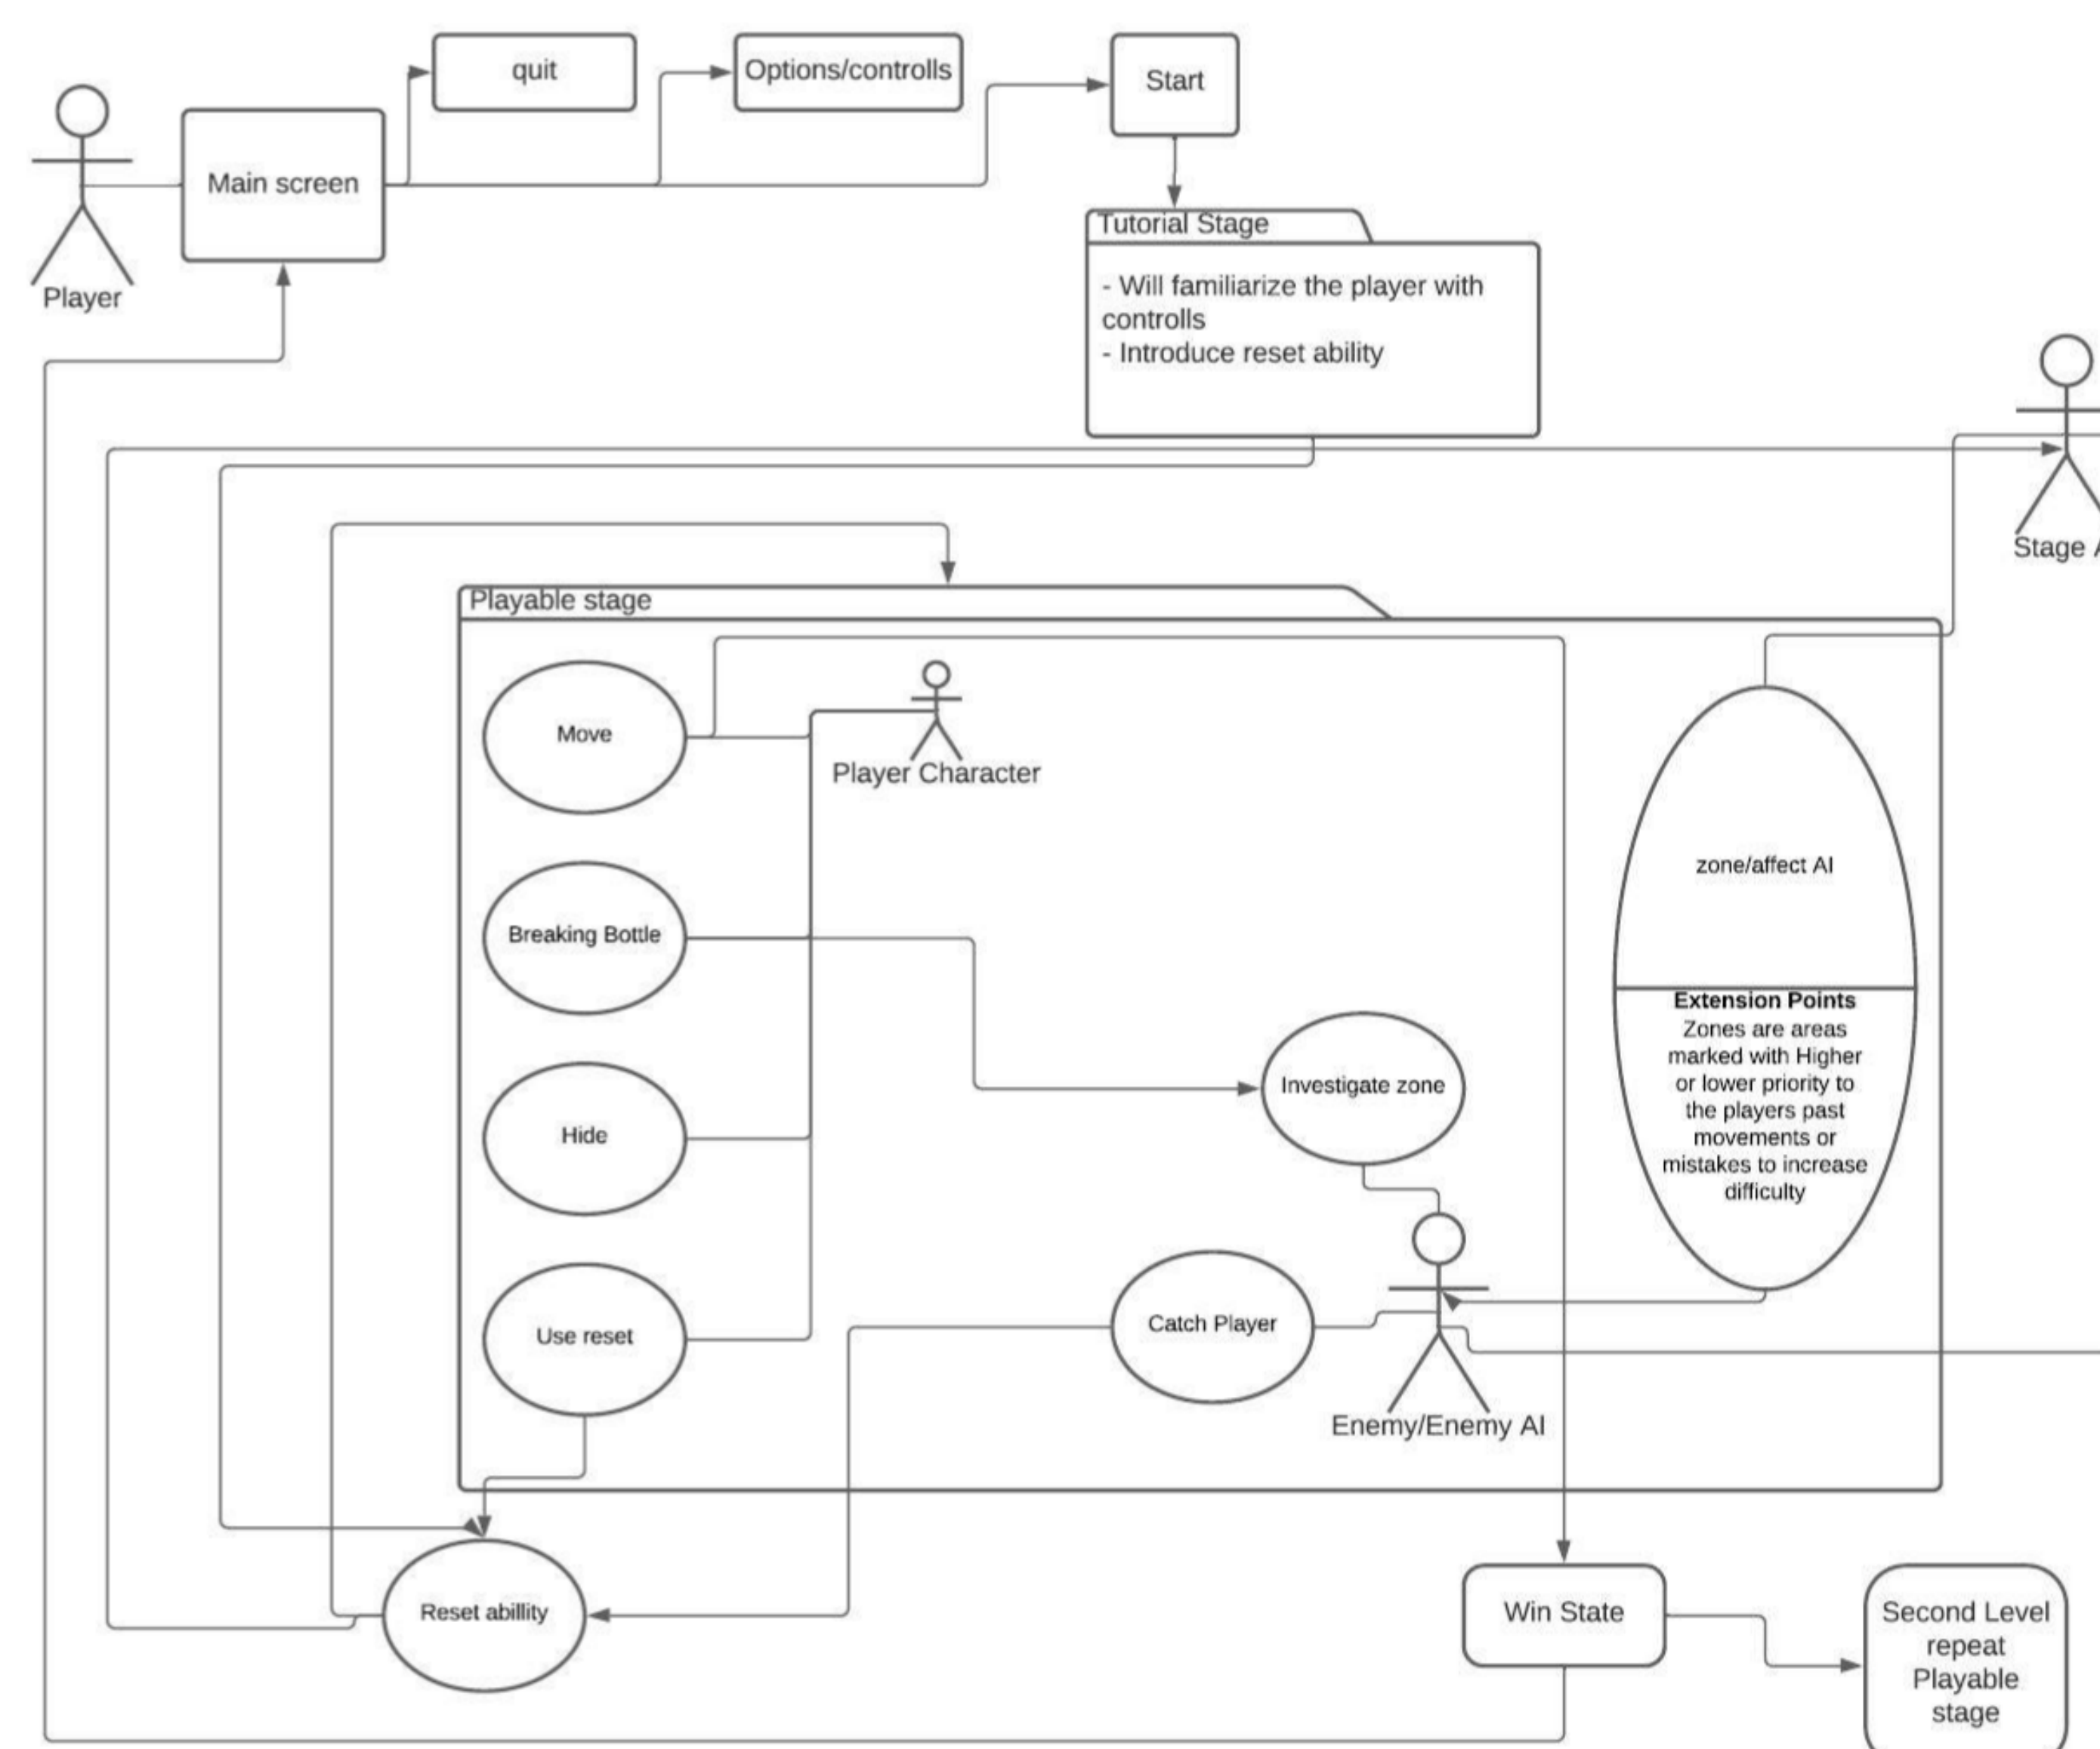 quit
Options/controlls
Start
Main screen
Player
Tutorial Stage
- Will familiarize the player with
controlls
- Introduce reset ability
Stage
Playable stage
Move
Player Character
Breaking Bottle
Hide
Use reset
Investigate zone
Catch Player
Enemy/Enemy AI
zone/affect AI
Extension Points
Zones are areas
marked with Higher
or lower priority to
the players past
movements or
mistakes to increase
difficulty
Reset abillity
Win State
Second Level
repeat
Playable
stage